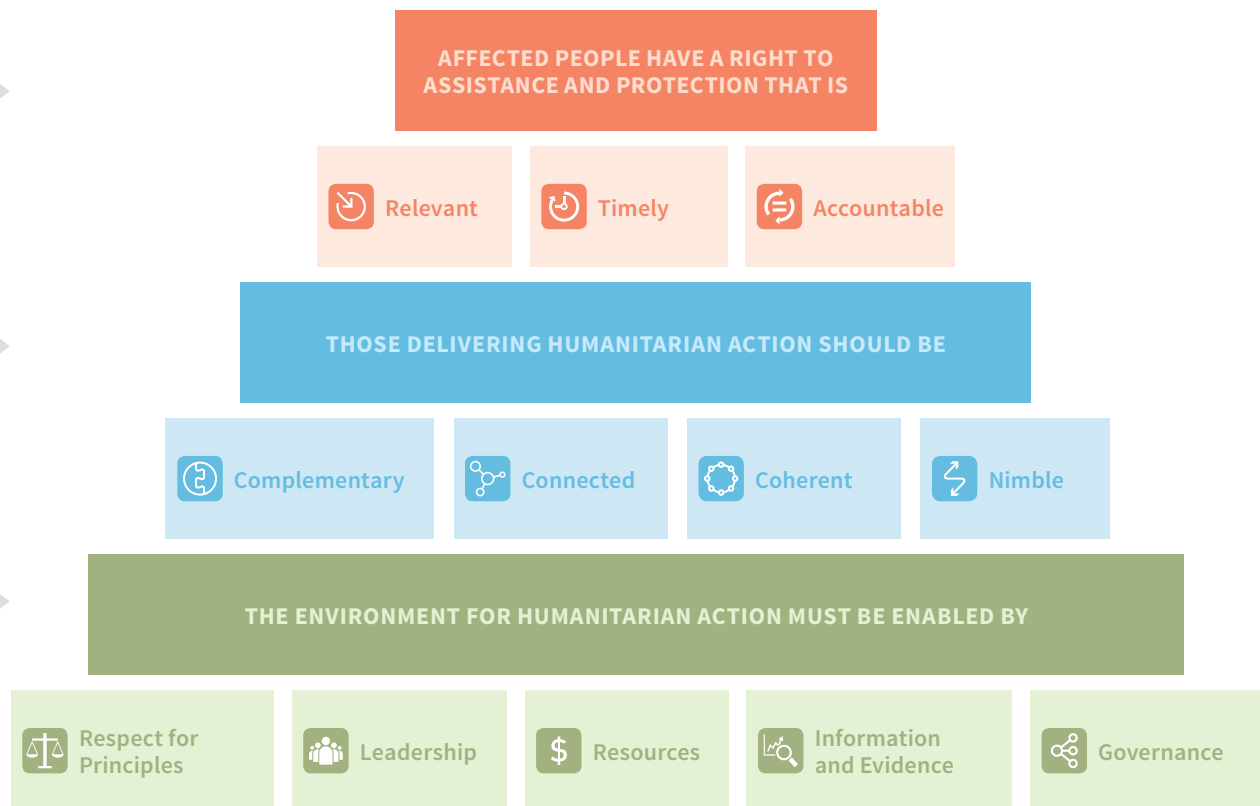 AFFECTED PEOPLE HAVE A RIGHT TO
ASSISTANCE AND PROTECTION THAT IS
Relevant
Timely
Accountable
THOSE DELIVERING HUMANITARIAN ACTION SHOULD BE
Complementary
Connected
Coherent
Nimble
THE ENVIRONMENT FOR HUMANITARIAN ACTION MUST BE ENABLED BY
Respect for
Principles
Leadership
$
Resources
Information
and Evidence
Governance